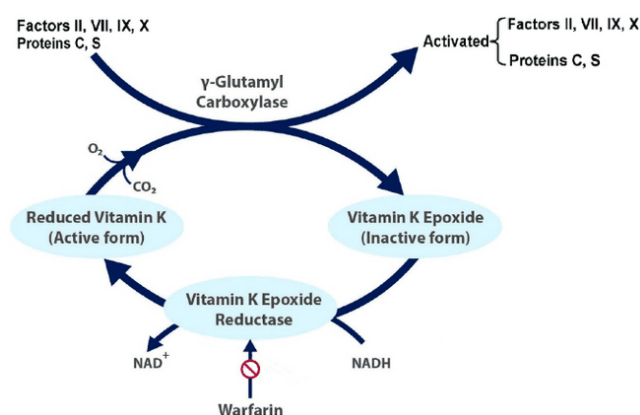 Factors II, VII, IX, X
Proteins C, S
Activated
Factors II, VII, IX, X
Proteins C, S
γ-Glutamyl
Carboxylase
O₂
CO₂
Reduced Vitamin K
(Active form)
Vitamin K Epoxide
(Inactive form)
Vitamin K Epoxide
Reductase
NAD⁺
NADH
Warfarin